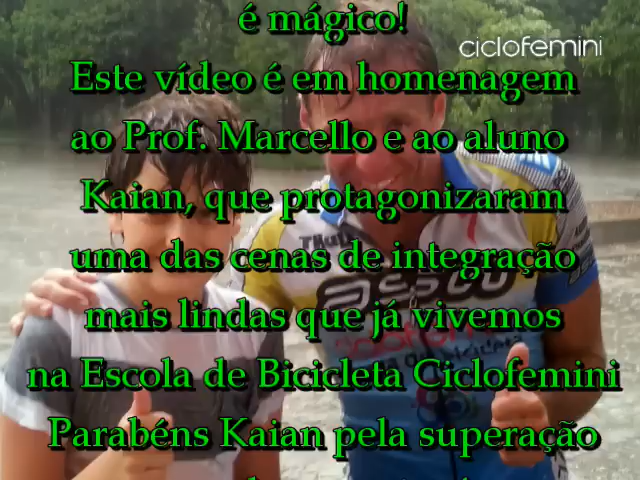 é mágico!
ciclofemini
Este vídeo é em homenagem
ao Prof. Marcello e ao aluno
Kaian, que protagonizaram
uma das cenas de integração
mais lindas que já vivemos
na Escola de Bicicleta Ciclofemini
Parabéns Kaian pela superação